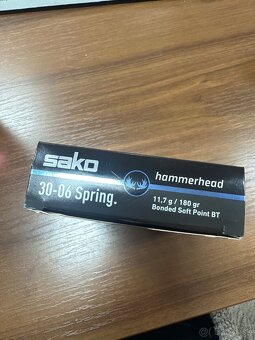 sako
hammerhead
30-06 Spring.
11,7 g / 180 gr
Bonded Soft Point BT